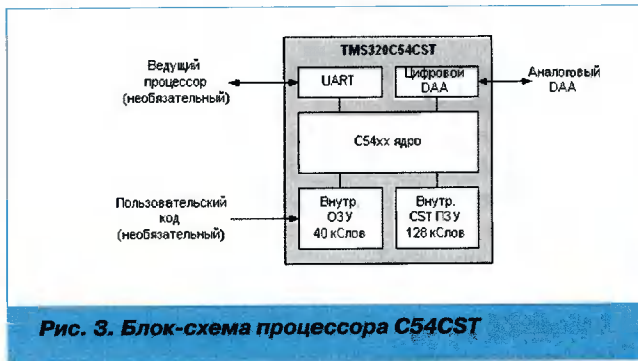 TMS320C54CST
Ведущий
процессор
(необязательный)
UART
Цифровой
DAA
Аналоговый
DAA
C54xx ядро
Пользовательский
код
(необязательный)
Внутр.
ОЗУ
40 кСлов
Внутр.
CST ПЗУ
128 кСлов
Рис. 3. Блок-схема процессора C54CST